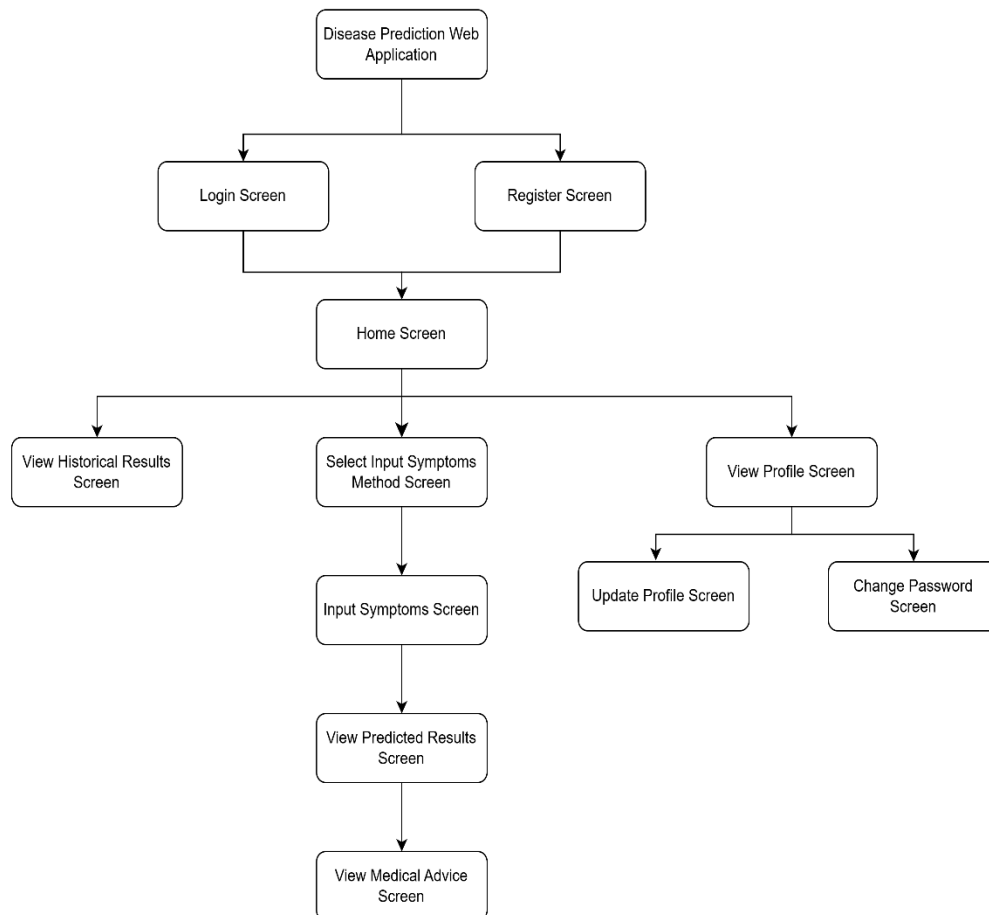 Disease Prediction Web
Application
Login Screen
Register Screen
Home Screen
View Historical Results
Screen
Select Input Symptoms
Method Screen
View Profile Screen
Input Symptoms Screen
Update Profile Screen
Change Password
Screen
View Predicted Results
Screen
View Medical Advice
Screen